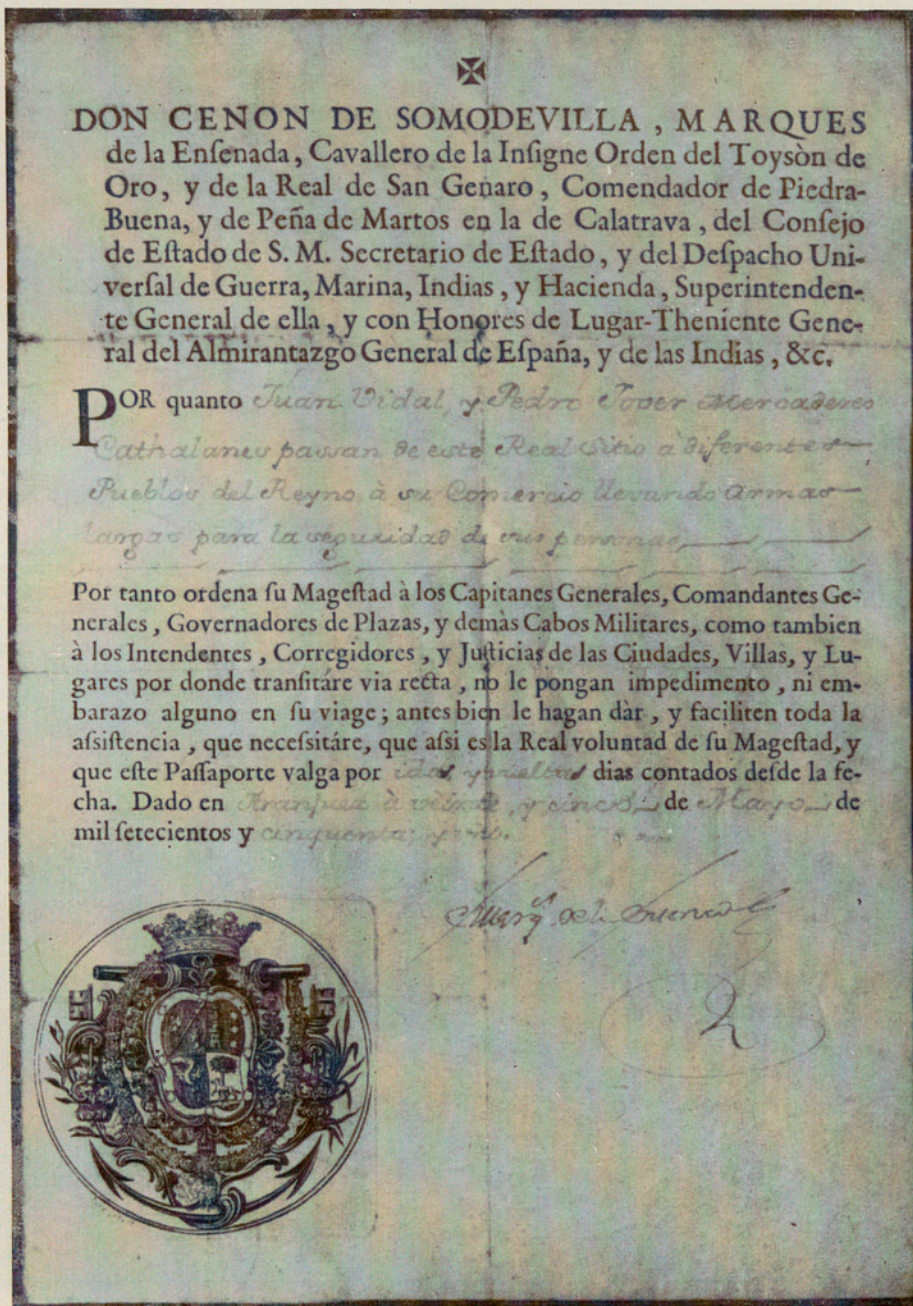 ✠
DON CENON DE SOMODEVILLA, MARQUES
de la Enſenada, Cavallero de la Inſigne Orden del Toysòn de
Oro, y de la Real de San Genaro, Comendador de Piedra-
Buena, y de Peña de Martos en la de Calatrava, del Conſejo
de Eſtado de S. M. Secretario de Eſtado, y del Deſpacho Uni-
verſal de Guerra, Marina, Indias, y Hacienda, Superintenden-
te General de ella, y con Honores de Lugar-Theniente Gene-
ral del Almirantazgo General de Eſpaña, y de las Indias, &c.
POR quanto Juan Vidal, y Pedro Tover Mercaderes
Cathalanes passan de este Real Sitio à diferentes
Pueblos del Reyno à su Comercio llevando armas
largas para la seguridad de sus personas,
Por tanto ordena ſu Mageſtad à los Capitanes Generales, Comandantes Ge-
nerales, Governadores de Plazas, y demàs Cabos Militares, como tambien
à los Intendentes, Corregidores, y Juſticias de las Ciudades, Villas, y Lu-
gares por donde tranſitáre via recta, no le pongan impedimento, ni em-
barazo alguno en ſu viage; antes bien le hagan dàr, y faciliten toda la
aſsiſtencia, que neceſsitáre, que aſsi es la Real voluntad de ſu Mageſtad, y
que eſte Paſſaporte valga por idas y vueltas dias contados deſde la fe-
cha. Dado en Aranjuez à veinte, y cinco de Mayo de
mil ſetecientos y cinquenta, y uno.